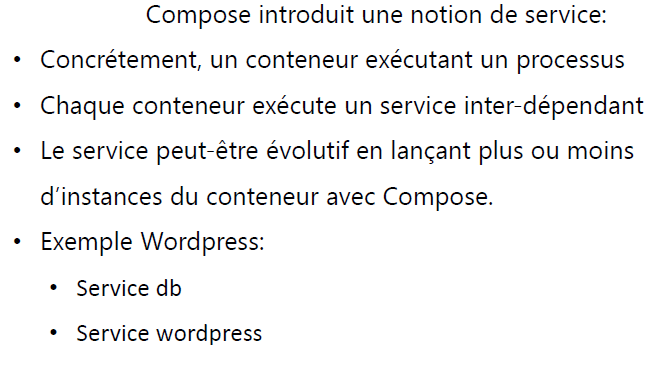 Compose introduit une notion de service:
• Concrétement, un conteneur exécutant un processus
• Chaque conteneur exécute un service inter-dépendant
• Le service peut-être évolutif en lançant plus ou moins
d’instances du conteneur avec Compose.
• Exemple Wordpress:
• Service db
• Service wordpress